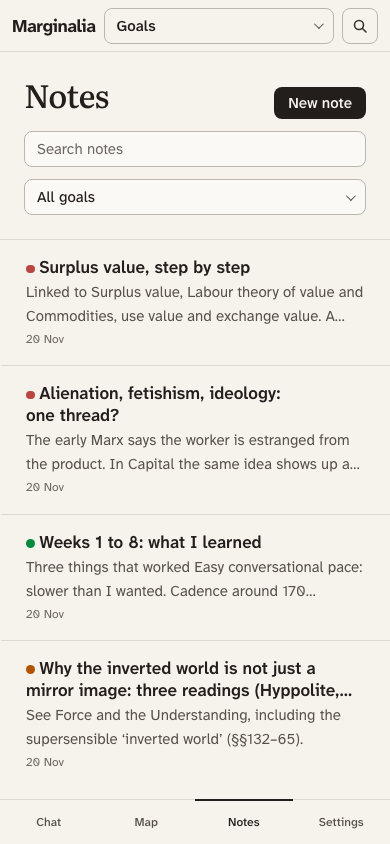 Marginalia
Goals
Notes
New note
Search notes
All goals
Surplus value, step by step
Linked to Surplus value, Labour theory of value and
Commodities, use value and exchange value. A…
20 Nov
Alienation, fetishism, ideology:
one thread?
The early Marx says the worker is estranged from
the product. In Capital the same idea shows up a…
20 Nov
Weeks 1 to 8: what I learned
Three things that worked Easy conversational pace:
slower than I wanted. Cadence around 170…
20 Nov
Why the inverted world is not just a
mirror image: three readings (Hyppolite,…
See Force and the Understanding, including the
supersensible ‘inverted world’ (§§132–65).
20 Nov
Chat
Map
Notes
Settings